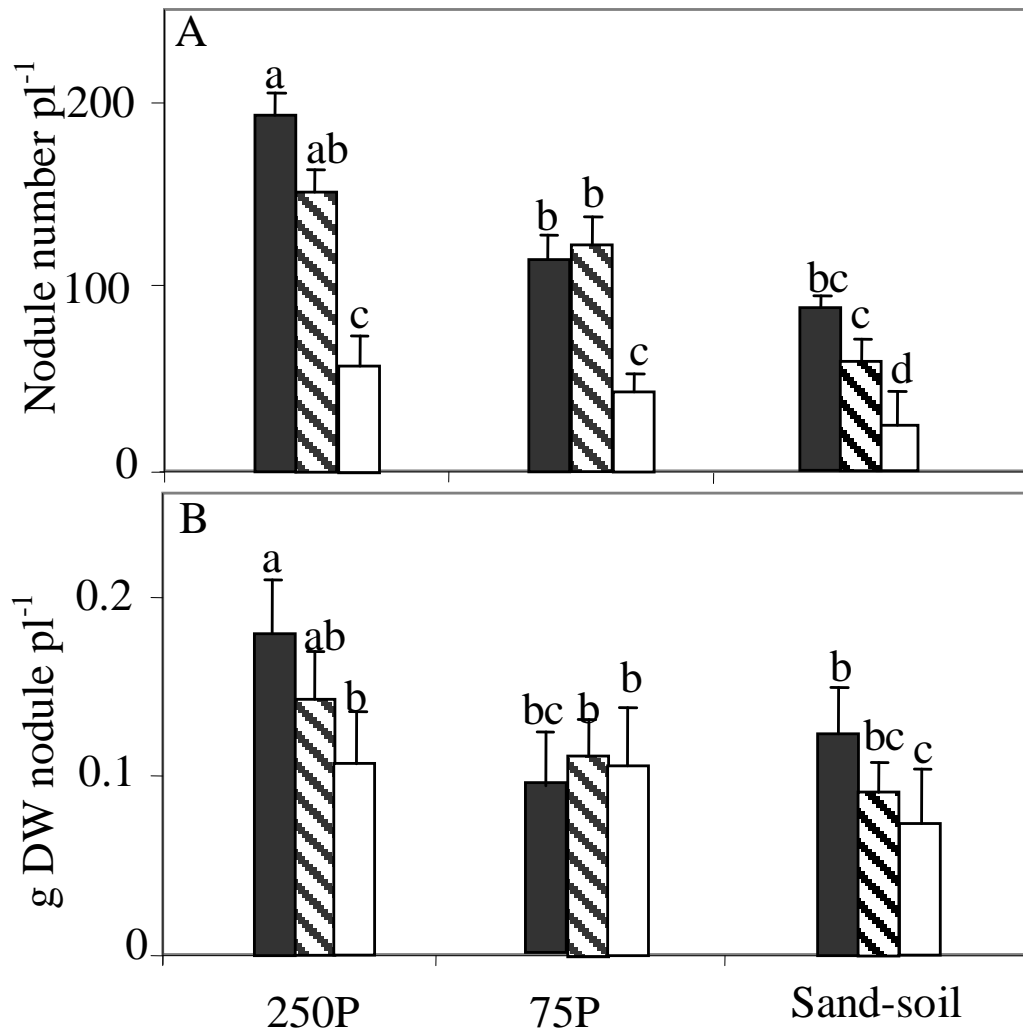 A
Nodule number pl⁻¹
200
100
0
a
ab
c
b
b
c
bc
c
d
B
g DW nodule pl⁻¹
0.2
0.1
0
a
ab
b
bc
b
b
b
bc
c
250P
75P
Sand-soil